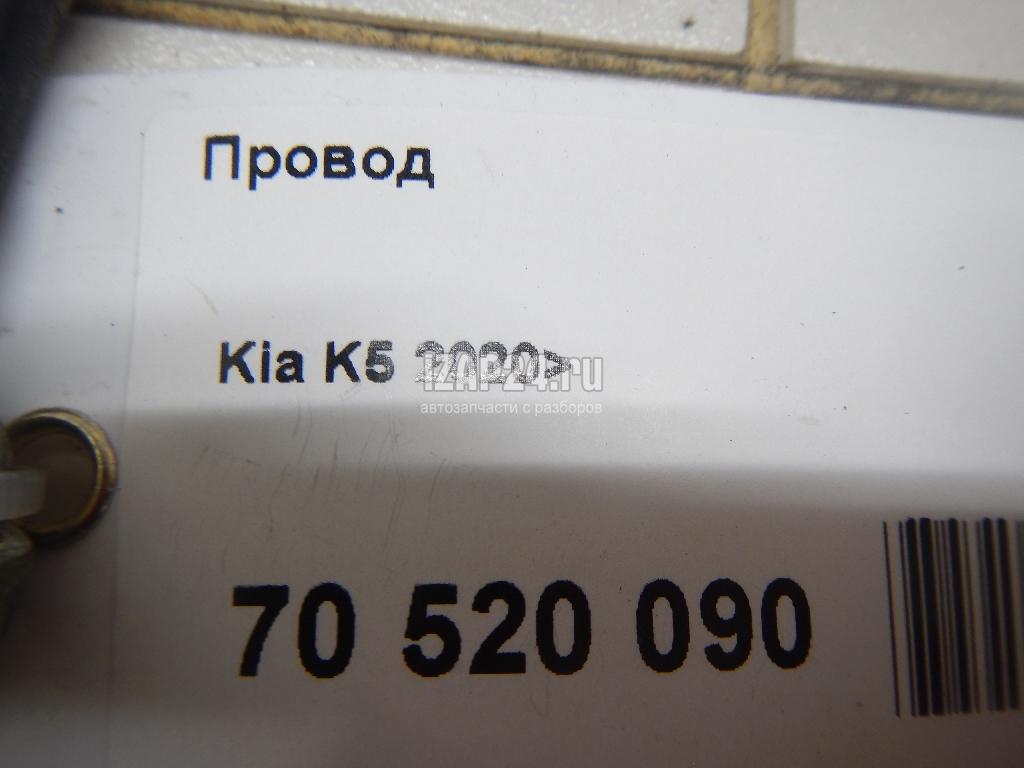 Провод
Kia K5 2020>
IZAP24.ru
автозапчасти с разборов
70 520 090